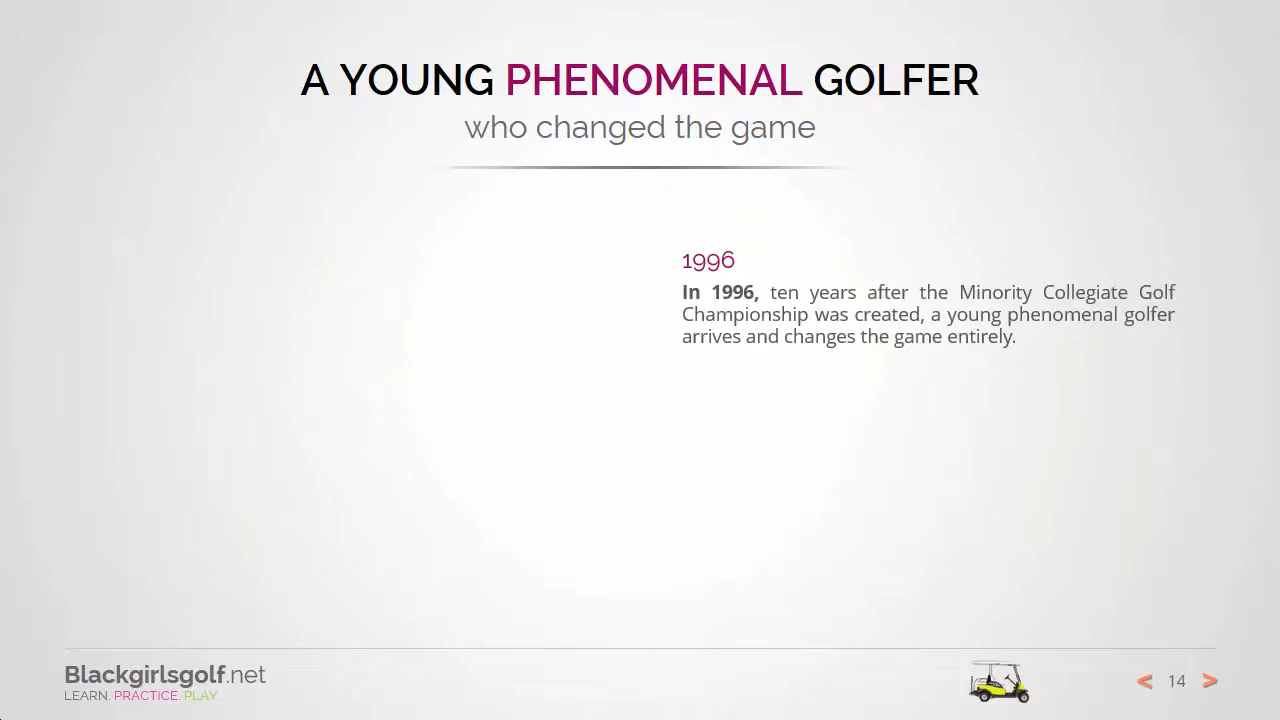 A YOUNG PHENOMENAL GOLFER
who changed the game
1996
In 1996, ten years after the Minority Collegiate Golf
Championship was created, a young phenomenal golfer
arrives and changes the game entirely.
Blackgirlsgolf.net
LEARN. PRACTICE. PLAY.
< 14 >